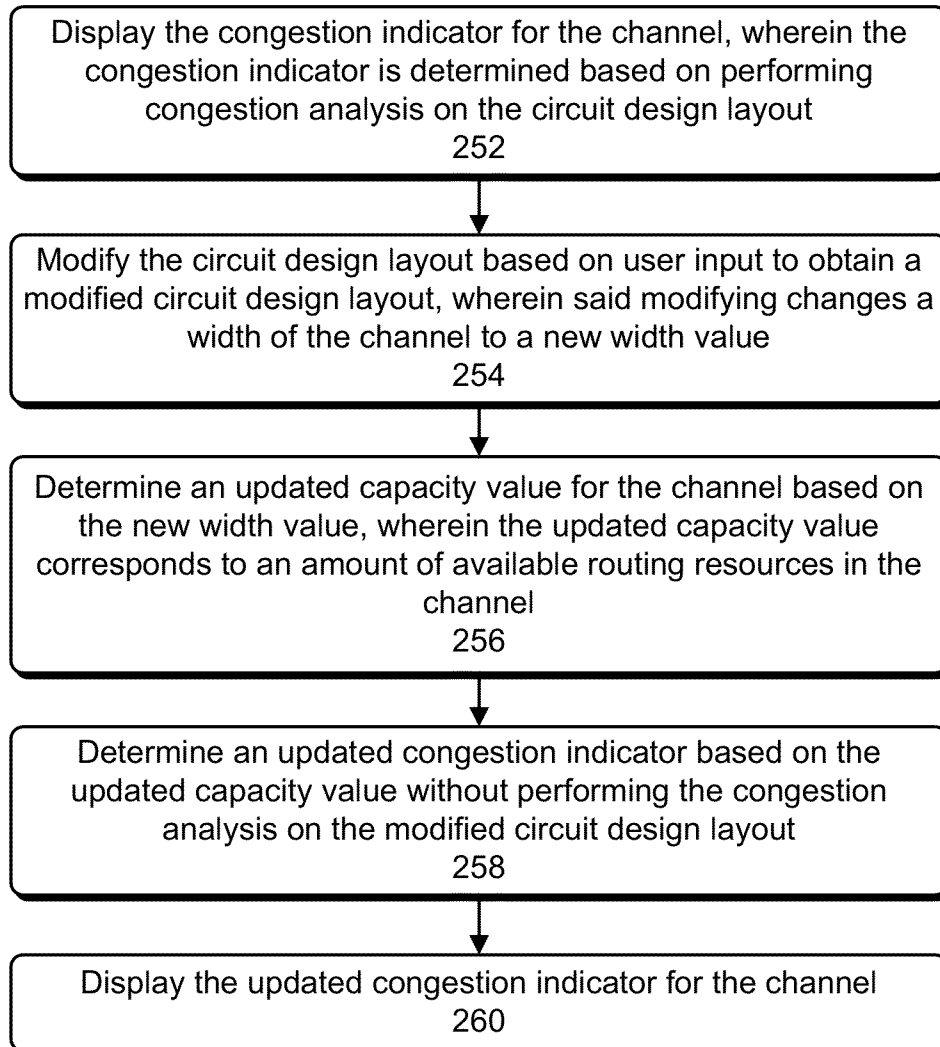 Display the congestion indicator for the channel, wherein the
congestion indicator is determined based on performing
congestion analysis on the circuit design layout
252
Modify the circuit design layout based on user input to obtain a
modified circuit design layout, wherein said modifying changes a
width of the channel to a new width value
254
Determine an updated capacity value for the channel based on
the new width value, wherein the updated capacity value
corresponds to an amount of available routing resources in the
channel
256
Determine an updated congestion indicator based on the
updated capacity value without performing the congestion
analysis on the modified circuit design layout
258
Display the updated congestion indicator for the channel
260